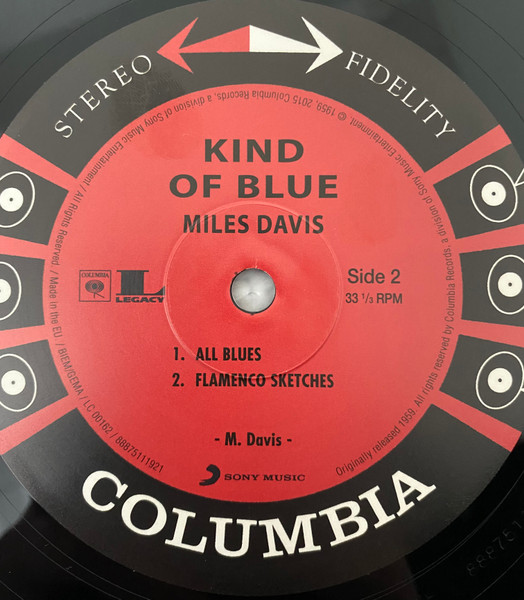 STEREO FIDELITY
© 1959, 2015 Columbia Records, a division of Sony Music Entertainment. / All Rights Reserved / Made in the EU / BIEM/GEMA / LC 00162 / 88875111921
KIND
OF BLUE
MILES DAVIS
COLUMBIA
L
LEGACY
Side 2
33 ⅓ RPM
1. ALL BLUES
2. FLAMENCO SKETCHES
- M. Davis -
SONY MUSIC
Originally released 1959. All rights reserved by Columbia Records, a division of Sony Music Entertainment.
COLUMBIA